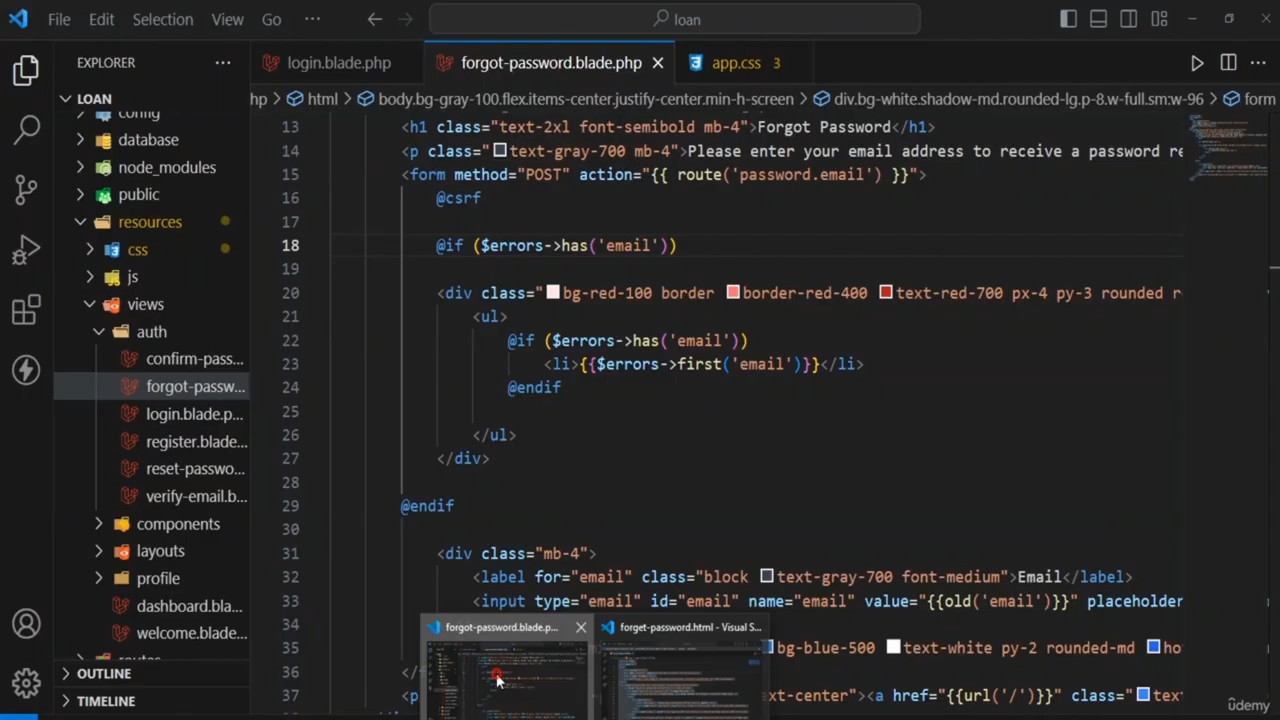 File Edit Selection View Go ··· loan
EXPLORER ···
login.blade.php forgot-password.blade.php app.css 3
LOAN
hp > html > body.bg-gray-100.flex.items-center.justify-center.min-h-screen > div.bg-white.shadow-md.rounded-lg.p-8.w-full.sm:w-96 > form
config
database
node_modules
public
resources
css
js
views
auth
confirm-pass...
forgot-passw...
login.blade.p...
register.blade...
reset-passwo...
verify-email.b...
components
layouts
profile
dashboard.bla...
welcome.blade...
routes
OUTLINE
TIMELINE
13 <h1 class="text-2xl font-semibold mb-4">Forgot Password</h1>
14 <p class="text-gray-700 mb-4">Please enter your email address to receive a password re
15 <form method="POST" action="{{ route('password.email') }}">
16 @csrf
17
18 @if ($errors->has('email'))
19
20 <div class="bg-red-100 border border-red-400 text-red-700 px-4 py-3 rounded r
21 <ul>
22 @if ($errors->has('email'))
23 <li>{{$errors->first('email')}}</li>
24 @endif
25
26 </ul>
27 </div>
28
29 @endif
30
31 <div class="mb-4">
32 <label for="email" class="block text-gray-700 font-medium">Email</label>
33 <input type="email" id="email" name="email" value="{{old('email')}}" placeholder
34
35 bg-blue-500 text-white py-2 rounded-md ho
36 </
37 <p ext-center"><a href="{{url('/')}}" class="text
forgot-password.blade.p...
forget-password.html - Visual S...
udemy